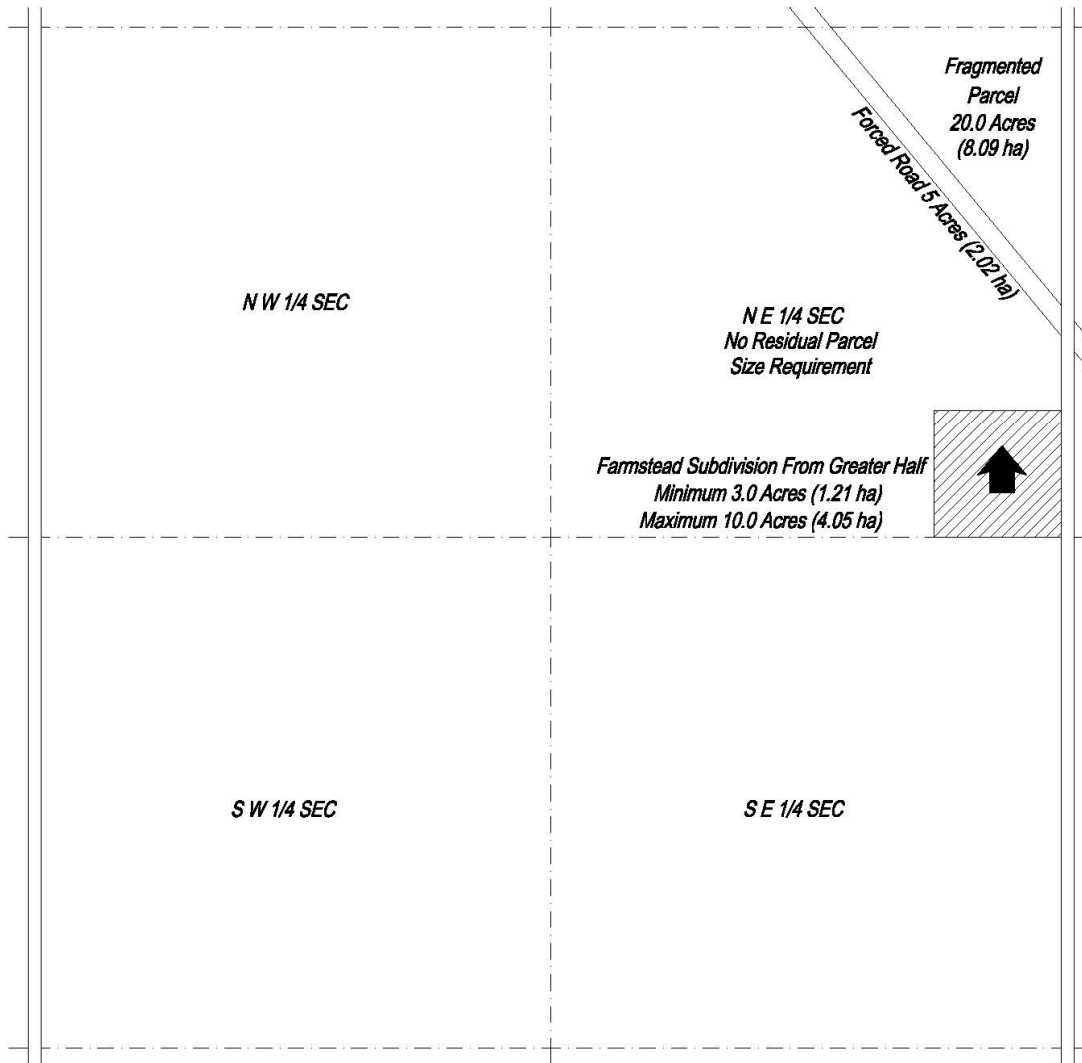 Fragmented
Parcel
20.0 Acres
(8.09 ha)
Forced Road 5 Acres (2.02 ha)
N W 1/4 SEC
N E 1/4 SEC
No Residual Parcel
Size Requirement
Farmstead Subdivision From Greater Half
Minimum 3.0 Acres (1.21 ha)
Maximum 10.0 Acres (4.05 ha)
S W 1/4 SEC
S E 1/4 SEC